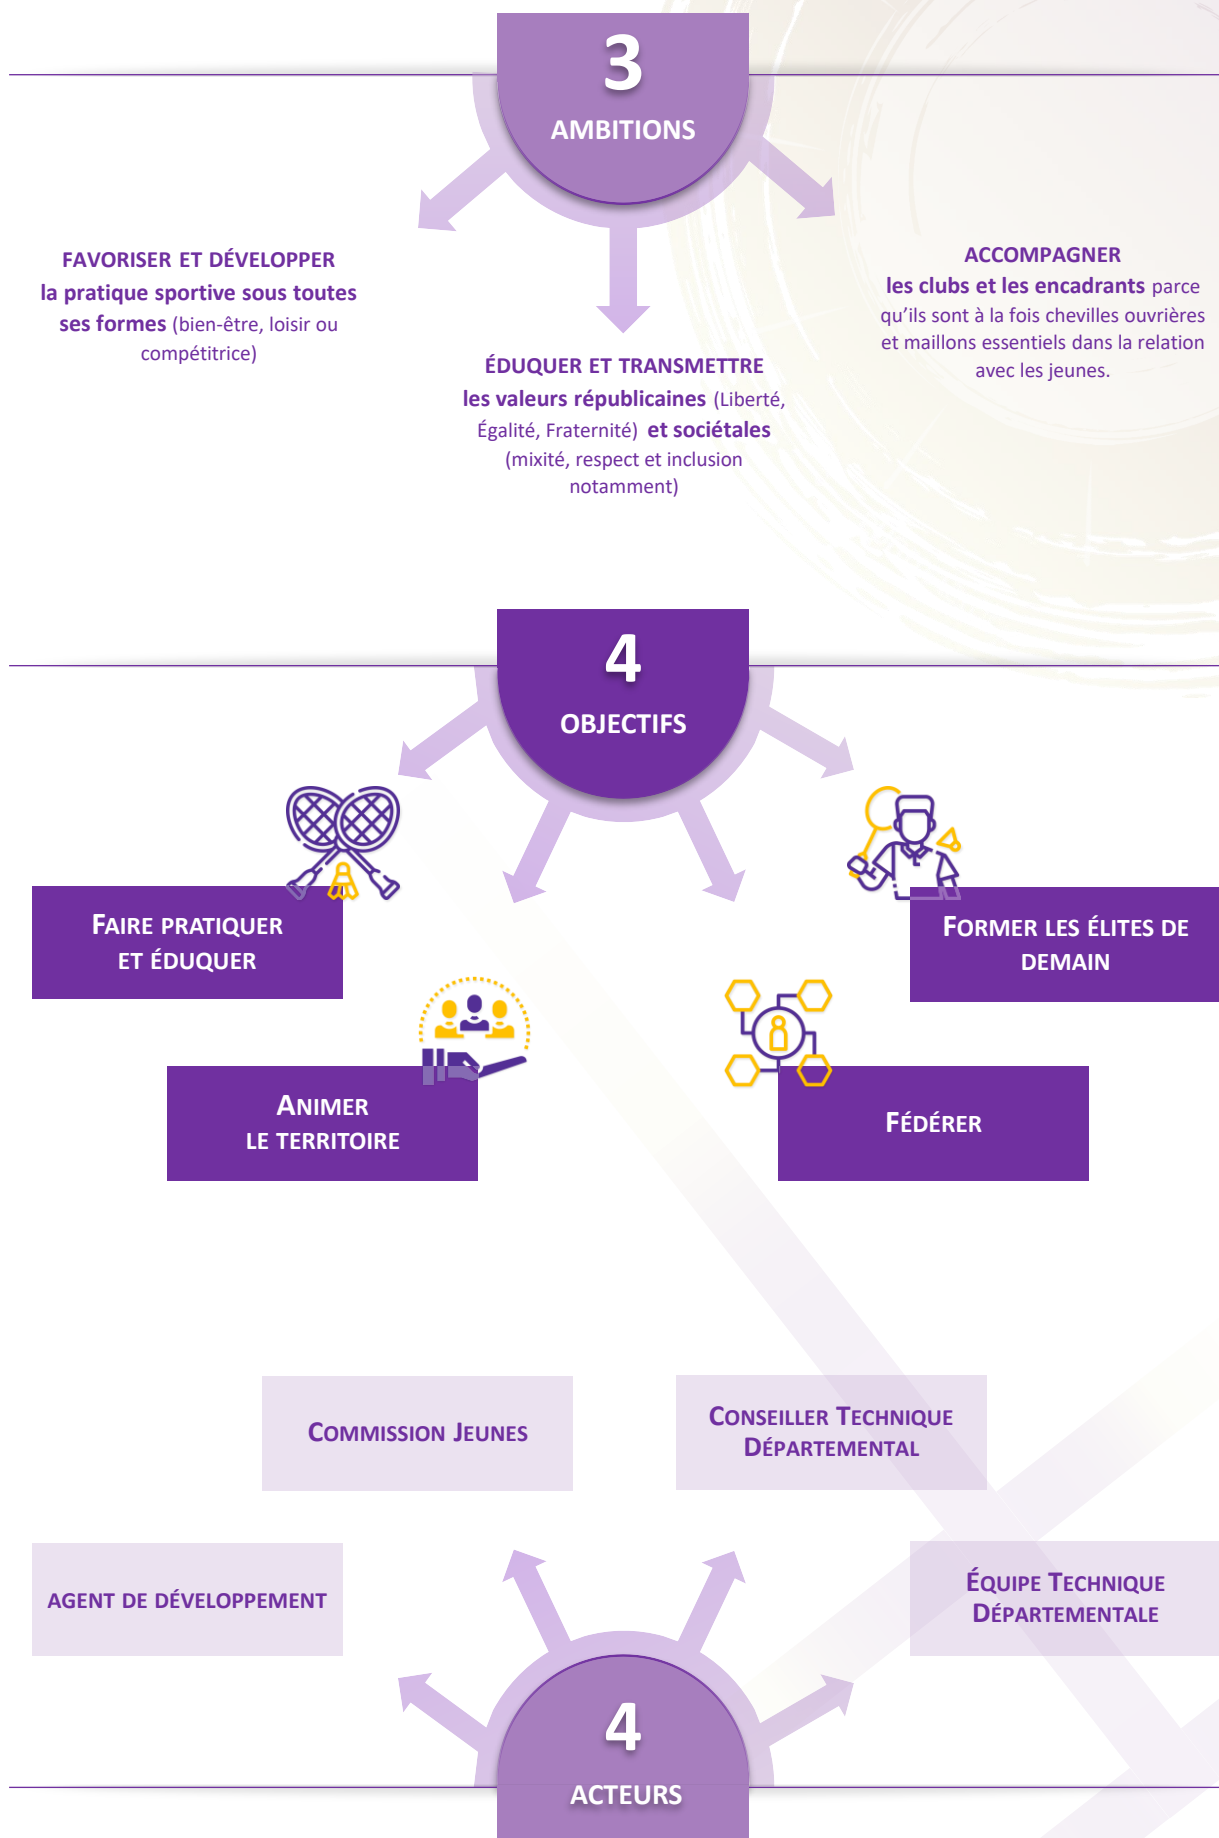 3
AMBITIONS
FAVORISER ET DÉVELOPPER
la pratique sportive sous toutes
ses formes (bien-être, loisir ou
compétitrice)
ÉDUQUER ET TRANSMETTRE
les valeurs républicaines (Liberté,
Égalité, Fraternité) et sociétales
(mixité, respect et inclusion
notamment)
ACCOMPAGNER
les clubs et les encadrants parce
qu'ils sont à la fois chevilles ouvrières
et maillons essentiels dans la relation
avec les jeunes.
4
OBJECTIFS
FAIRE PRATIQUER
ET ÉDUQUER
ANIMER
LE TERRITOIRE
FÉDÉRER
FORMER LES ÉLITES DE
DEMAIN
AGENT DE DÉVELOPPEMENT
COMMISSION JEUNES
CONSEILLER TECHNIQUE
DÉPARTEMENTAL
ÉQUIPE TECHNIQUE
DÉPARTEMENTALE
4
ACTEURS